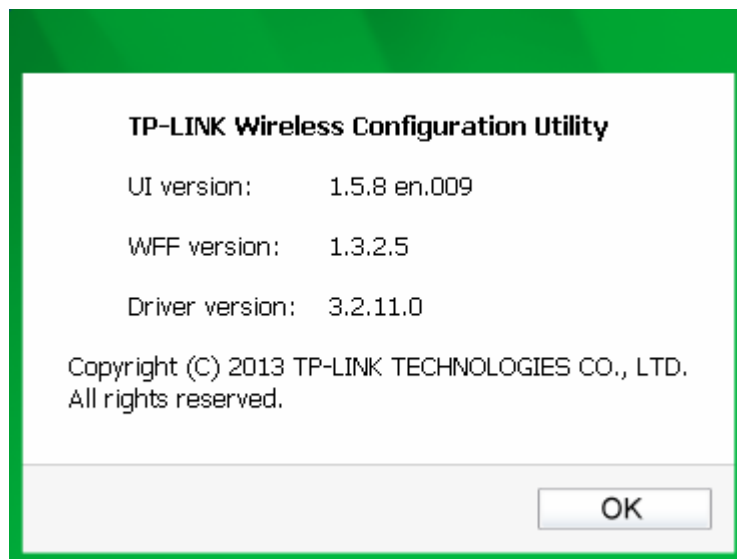 TP-LINK Wireless Configuration Utility
UI version: 1.5.8 en.009
WFF version: 1.3.2.5
Driver version: 3.2.11.0
Copyright (C) 2013 TP-LINK TECHNOLOGIES CO., LTD.
All rights reserved.
OK